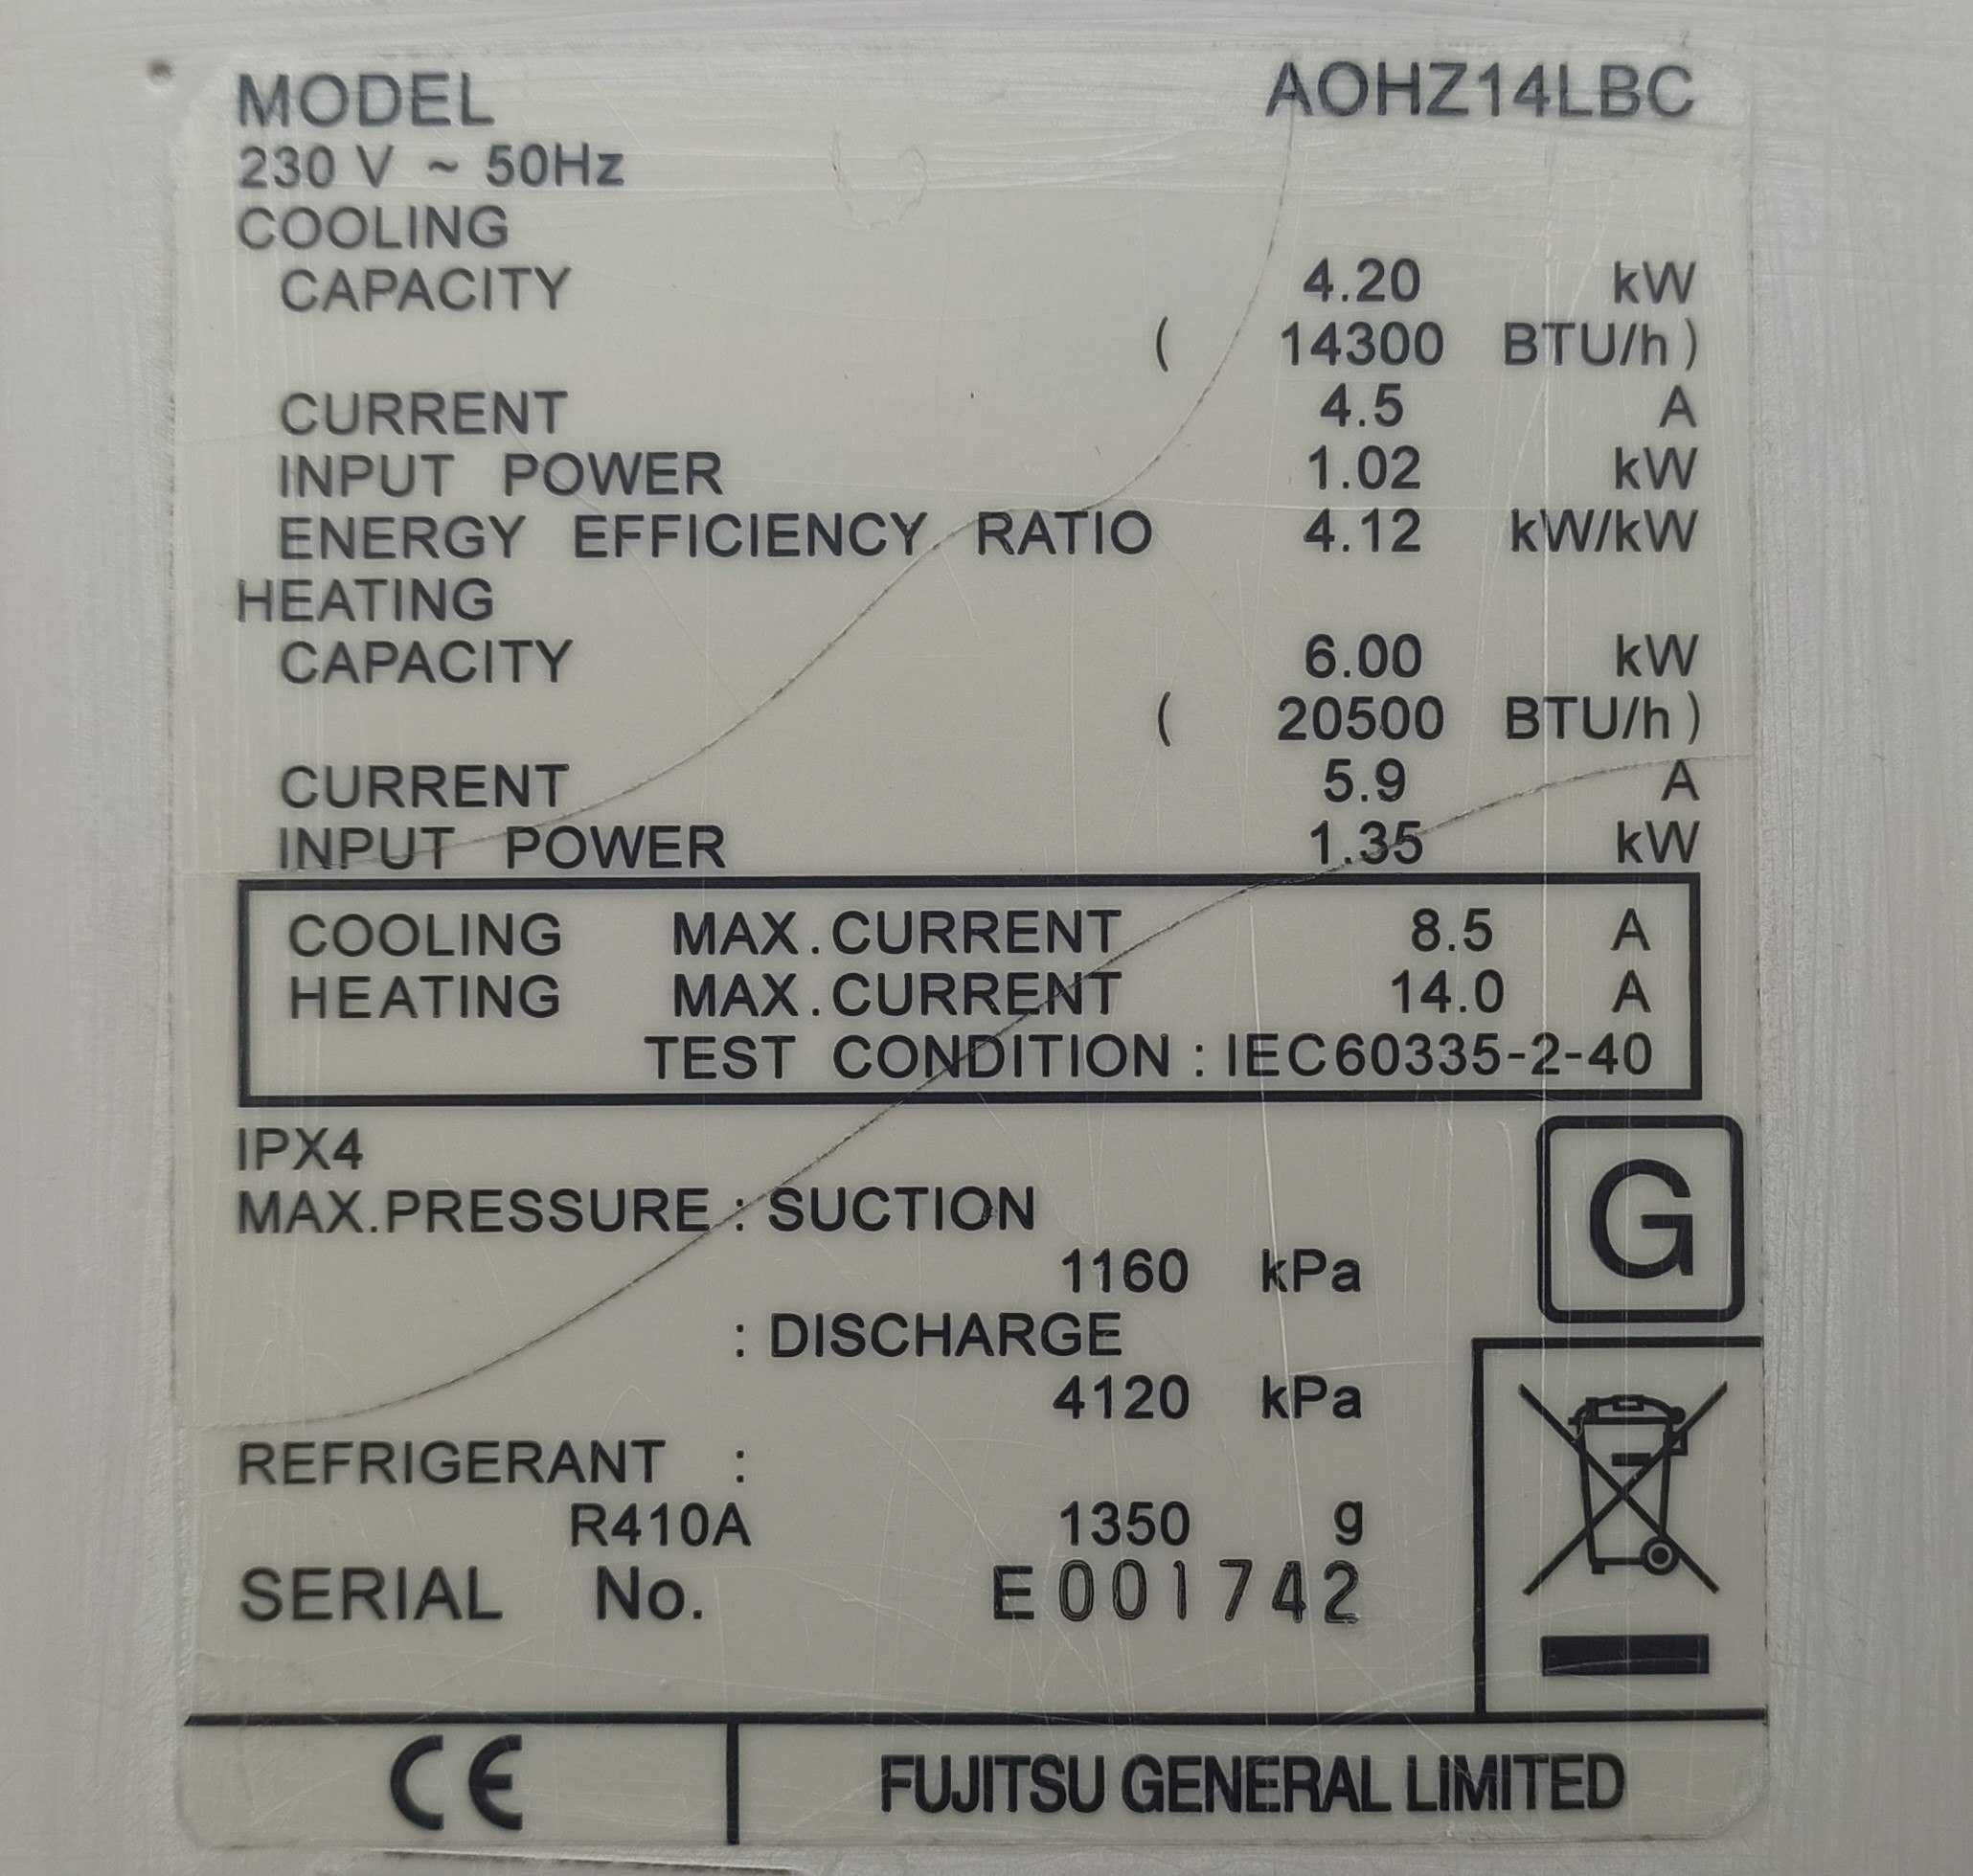 MODEL AOHZ14LBC
230 V ~ 50Hz
COOLING
CAPACITY 4.20 kW
( 14300 BTU/h )
CURRENT 4.5 A
INPUT POWER 1.02 kW
ENERGY EFFICIENCY RATIO 4.12 kW/kW
HEATING
CAPACITY 6.00 kW
( 20500 BTU/h )
CURRENT 5.9 A
INPUT POWER 1.35 kW
COOLING MAX.CURRENT 8.5 A
HEATING MAX.CURRENT 14.0 A
TEST CONDITION : IEC60335-2-40
IPX4
G
MAX.PRESSURE : SUCTION
1160 kPa
: DISCHARGE
4120 kPa
REFRIGERANT :
R410A 1350 g
SERIAL No. E001742
CE FUJITSU GENERAL LIMITED